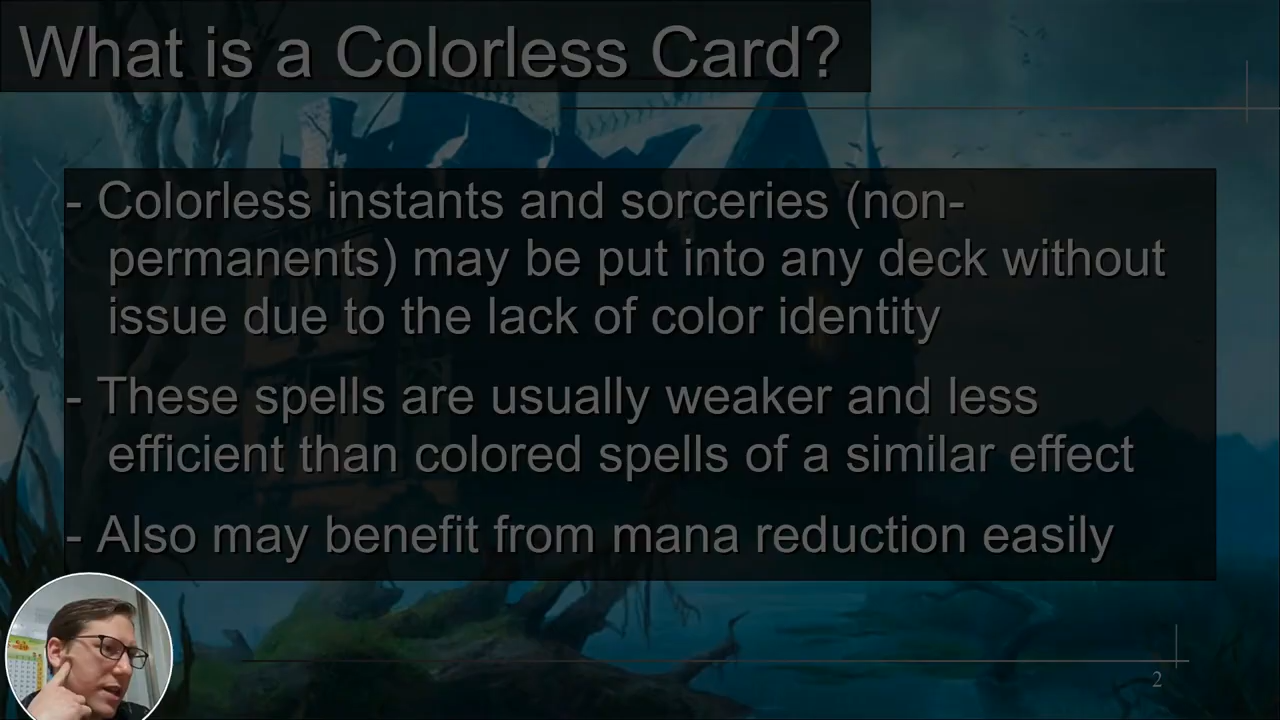 What is a Colorless Card?
- Colorless instants and sorceries (non-
permanents) may be put into any deck without
issue due to the lack of color identity
- These spells are usually weaker and less
efficient than colored spells of a similar effect
- Also may benefit from mana reduction easily
2